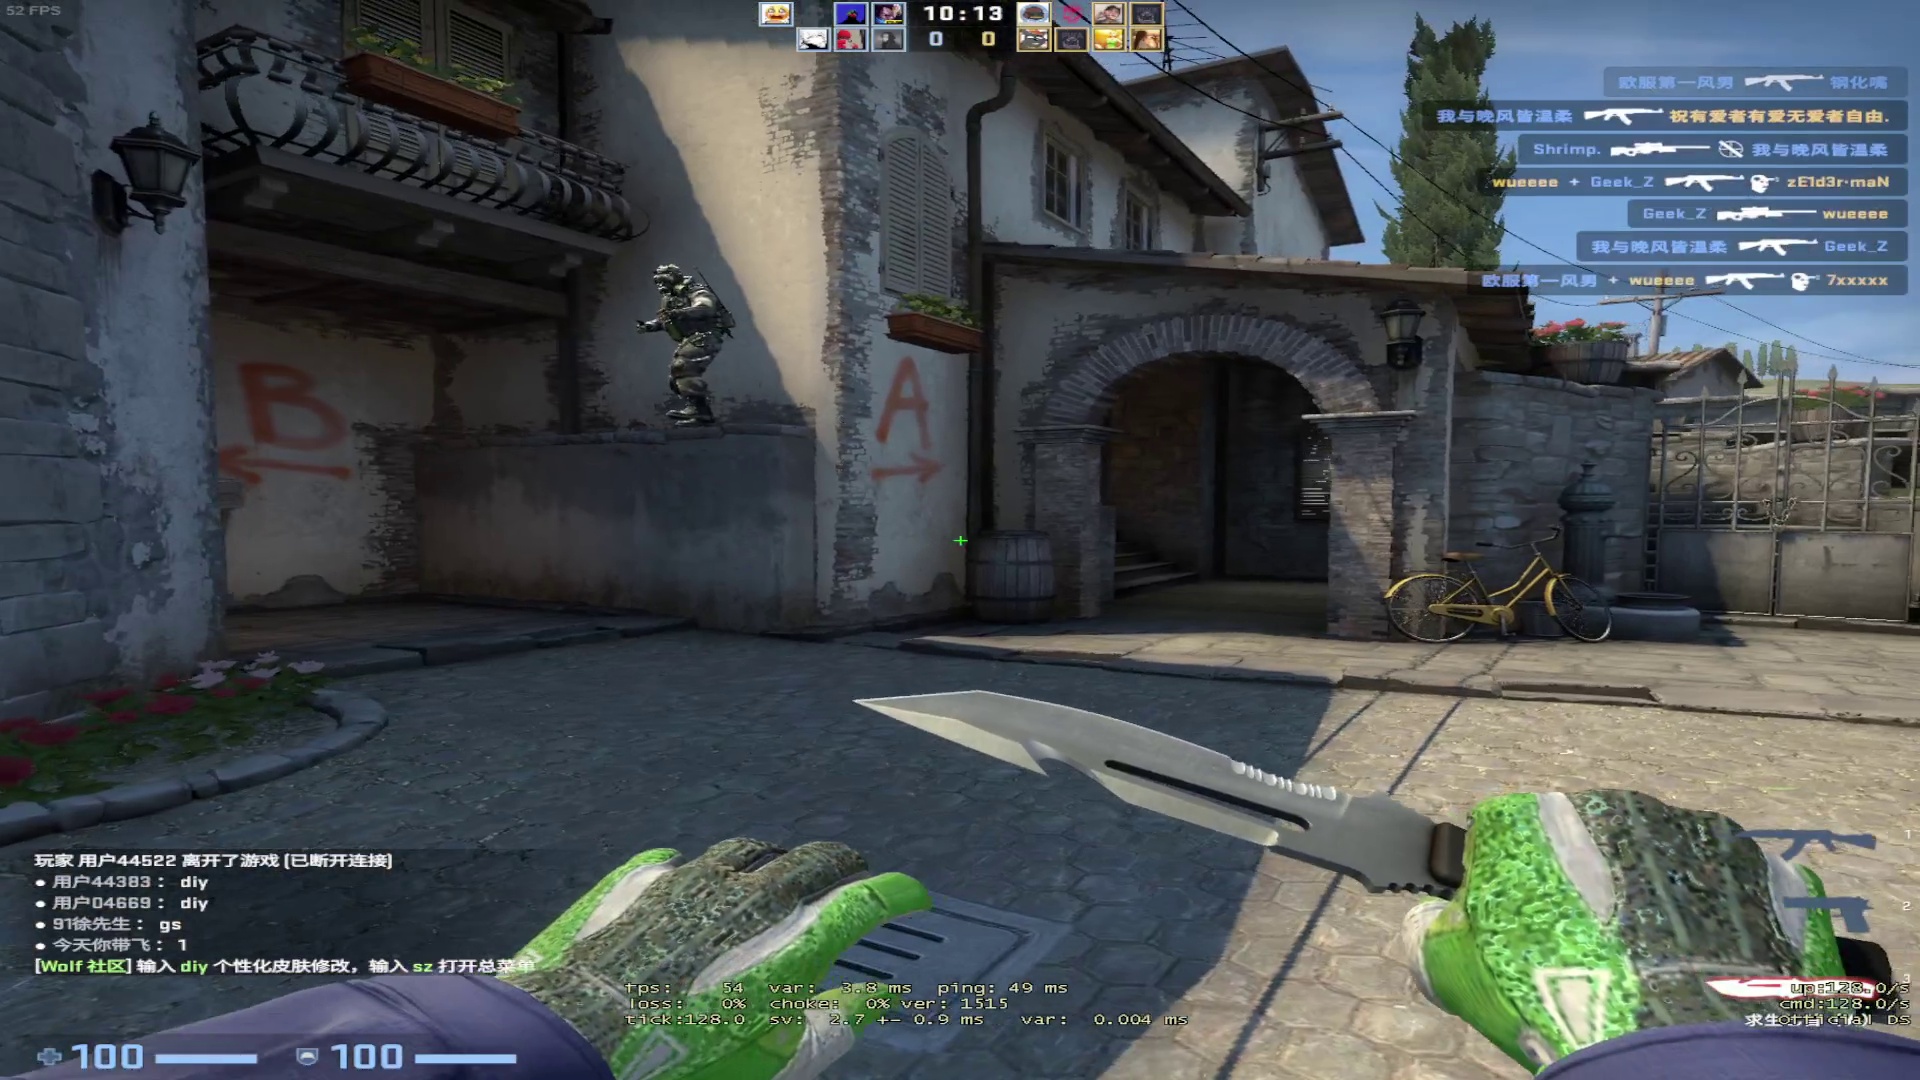 52 FPS
10:13
0 0
欧服第一风男 钢化嘴
我与晚风皆温柔 祝有爱者有爱无爱者自由.
Shrimp. 我与晚风皆温柔
wueeee + Geek_Z zE1d3r·maN
Geek_Z wueeee
我与晚风皆温柔 Geek_Z
欧服第一风男 + wueeee 7xxxxx
B
A
玩家 用户44522 离开了游戏 [已断开连接]
● 用户44383： diy
● 用户04669： diy
● 91徐先生： gs
● 今天你带飞： 1
[Wolf 社区] 输入 diy 个性化皮肤修改，输入 sz 打开总菜单
fps: 54 var: 3.8 ms ping: 49 ms
loss: 0% choke: 0% ver: 1515
tick:128.0 sv: 2.7 +- 0.9 ms var: 0.004 ms
1
2
3
up:128.0/s
cmd:128.0/s
100 100